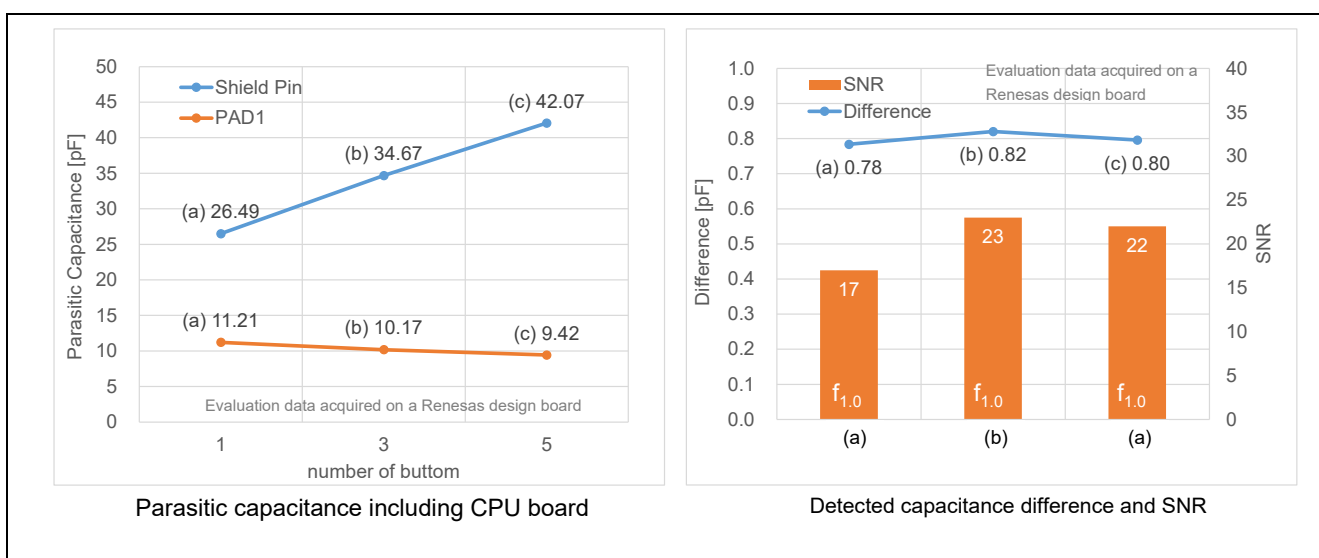 50
45
40
35
30
25
20
15
10
5
0
Parasitic Capacitance [pF]
Shield Pin
PAD1
(a) 26.49
(b) 34.67
(c) 42.07
(a) 11.21
(b) 10.17
(c) 9.42
Evaluation data acquired on a Renesas design board
1 3 5
number of buttom
Parasitic capacitance including CPU board
1.0
0.9
0.8
0.7
0.6
0.5
0.4
0.3
0.2
0.1
0.0
Difference [pF]
SNR
Difference
Evaluation data acquired on a
Renesas design board
(a) 0.78
(b) 0.82
(c) 0.80
17
23
22
f1.0 f1.0 f1.0
(a) (b) (a)
40
35
30
25
20
15
10
5
0
SNR
Detected capacitance difference and SNR